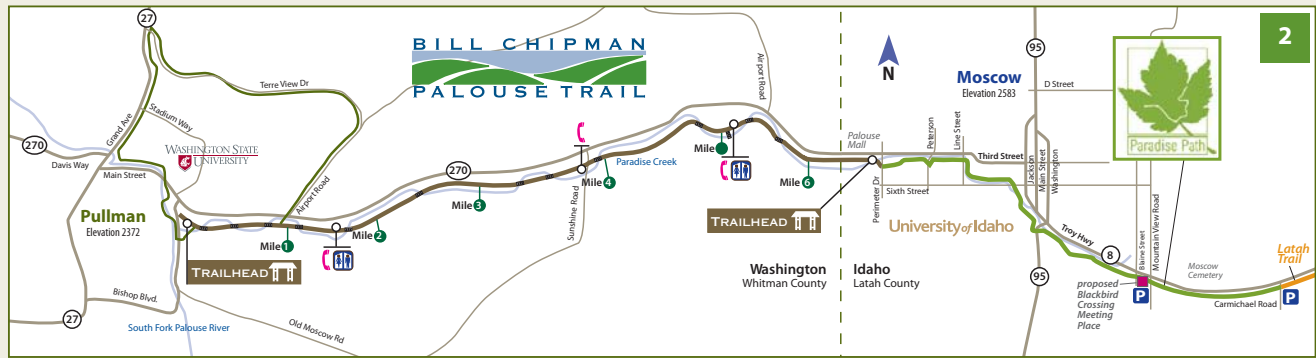 27
BILL CHIPMAN
PALOUSE TRAIL
Terre View Dr
Airport Road
N
95
Moscow
Elevation 2583
D Street
2
Paradise Path
Grand Ave
Stadium Way
270
Davis Way
WASHINGTON STATE
UNIVERSITY
Main Street
Airport Road
270
Paradise Creek
Mile
Mile 4
Mile 3
Mile 6
Palouse
Mall
Peterson
Line Street
Third Street
Jackson
Main Street
Washington
Sixth Street
Perimeter Dr
Pullman
Elevation 2372
Mile 1
Mile 2
Sunshine Road
TRAILHEAD
University of Idaho
Troy Hwy
8
Blaine Street
Mountain View Road
Moscow
Cemetery
Latah
Trail
TRAILHEAD
Washington
Whitman County
Idaho
Latah County
95
proposed
Blackbird
Crossing
Meeting
Place
P
Carmichael Road
P
Bishop Blvd.
27
South Fork Palouse River
Old Moscow Rd